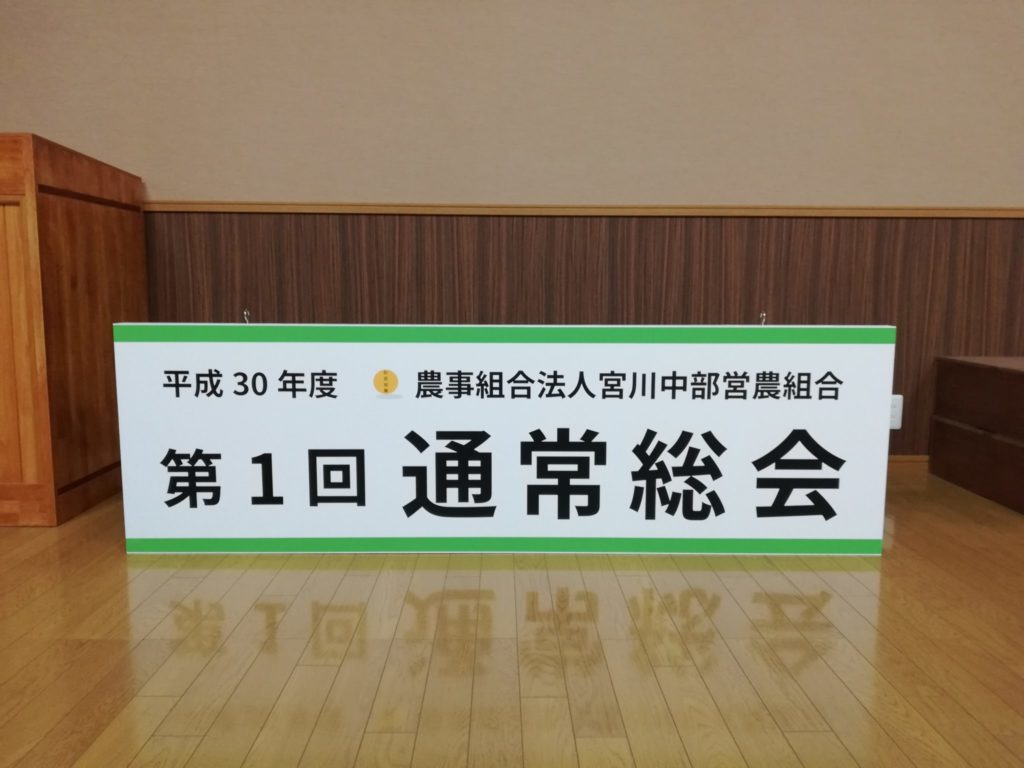 平成 30 年度 農事組合法人宮川中部営農組合
第 1 回 通常総会